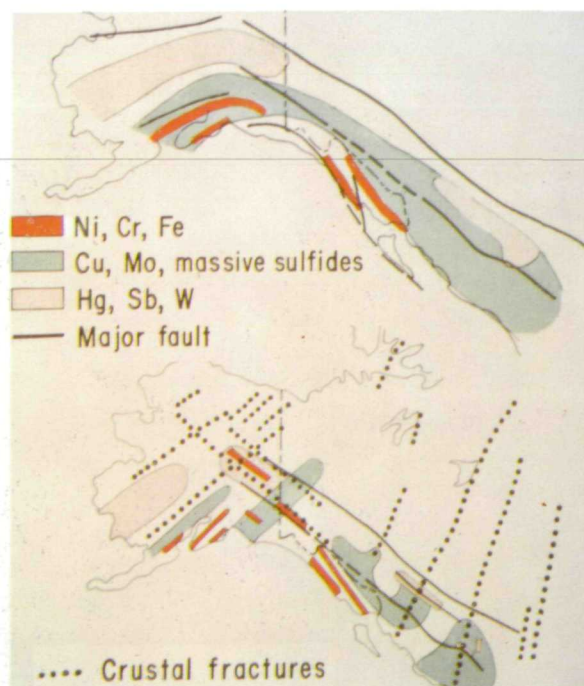 Ni, Cr, Fe
Cu, Mo, massive sulfides
Hg, Sb, W
Major fault
Crustal fractures